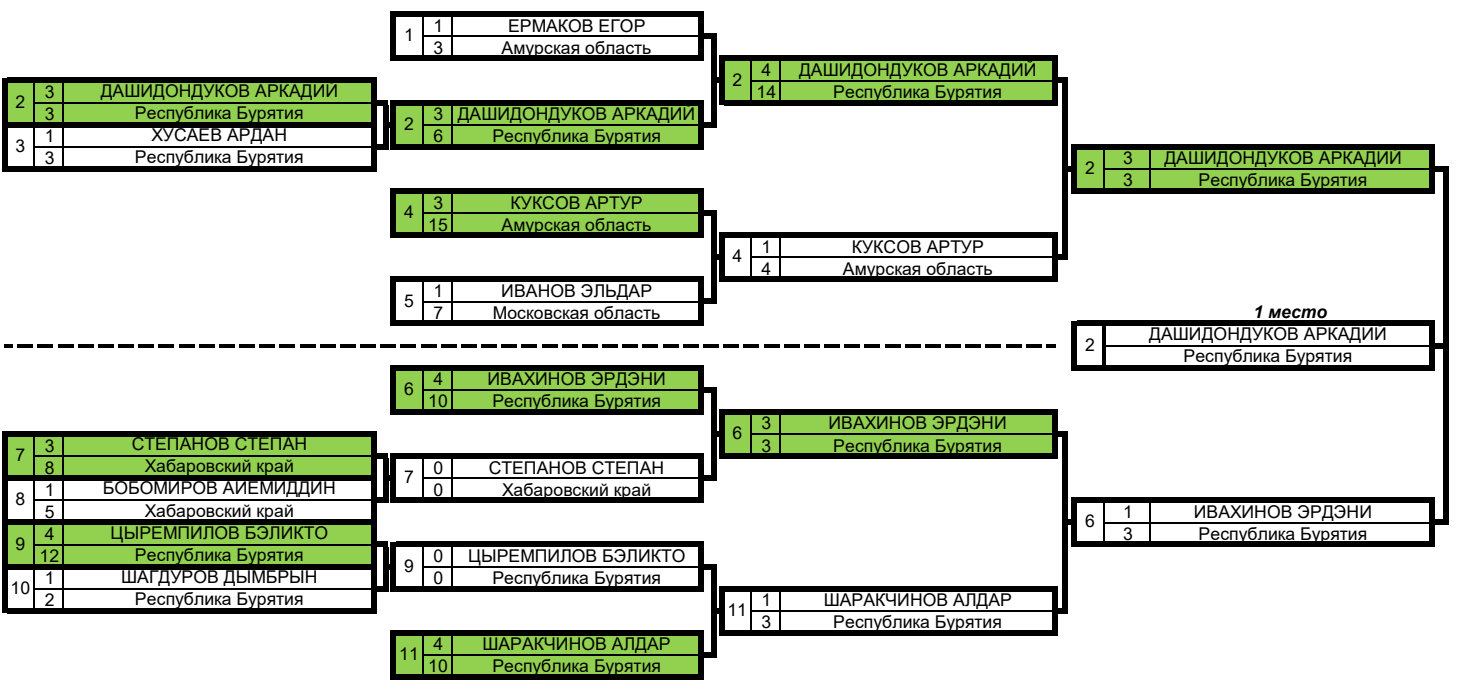 1 1 ЕРМАКОВ ЕГОР
3 Амурская область
2 3 ДАШИДОНДУКОВ АРКАДИЙ
3 Республика Бурятия
3 1 ХУСАЕВ АРДАН
3 Республика Бурятия
2 3 ДАШИДОНДУКОВ АРКАДИЙ
6 Республика Бурятия
2 4 ДАШИДОНДУКОВ АРКАДИЙ
14 Республика Бурятия
4 3 КУКСОВ АРТУР
15 Амурская область
5 1 ИВАНОВ ЭЛЬДАР
7 Московская область
4 1 КУКСОВ АРТУР
4 Амурская область
2 3 ДАШИДОНДУКОВ АРКАДИЙ
3 Республика Бурятия
1 место
2 ДАШИДОНДУКОВ АРКАДИЙ
Республика Бурятия
6 4 ИВАХИНОВ ЭРДЭНИ
10 Республика Бурятия
7 3 СТЕПАНОВ СТЕПАН
8 Хабаровский край
8 1 БОБОМИРОВ АЙЕМИДДИН
5 Хабаровский край
9 4 ЦЫРЕМПИЛОВ БЭЛИКТО
12 Республика Бурятия
10 1 ШАГДУРОВ ДЫМБРЫН
2 Республика Бурятия
7 0 СТЕПАНОВ СТЕПАН
0 Хабаровский край
9 0 ЦЫРЕМПИЛОВ БЭЛИКТО
0 Республика Бурятия
11 4 ШАРАКЧИНОВ АЛДАР
10 Республика Бурятия
6 3 ИВАХИНОВ ЭРДЭНИ
3 Республика Бурятия
11 1 ШАРАКЧИНОВ АЛДАР
3 Республика Бурятия
6 1 ИВАХИНОВ ЭРДЭНИ
3 Республика Бурятия